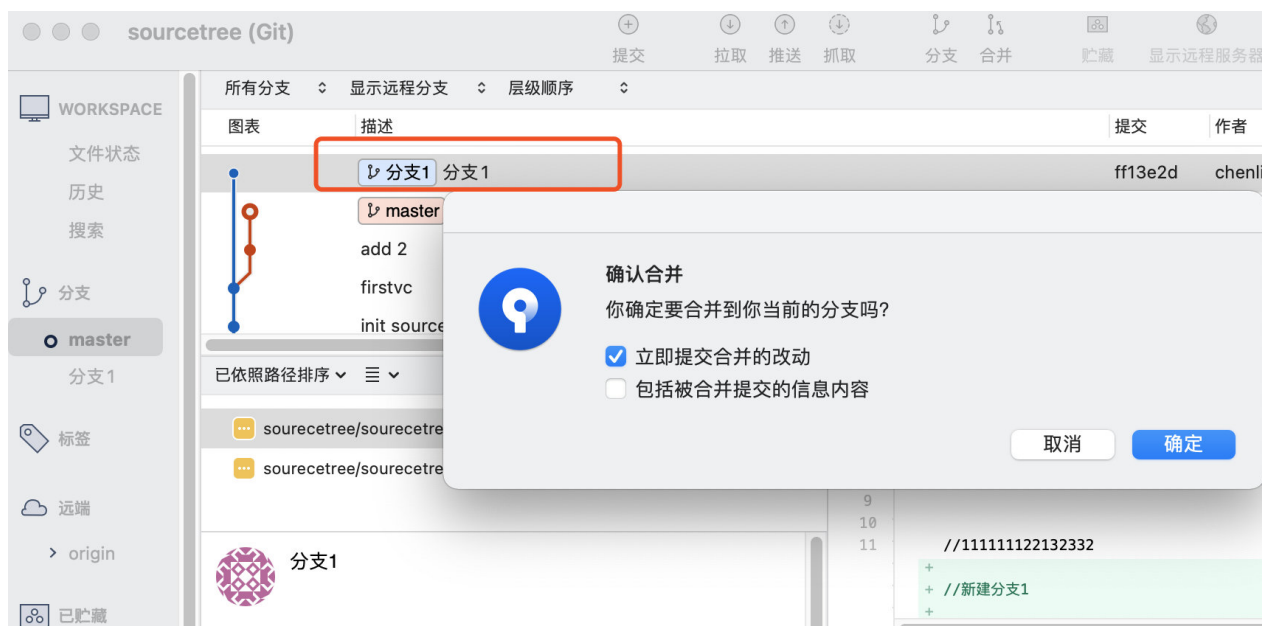 sourcetree (Git)
提交 拉取 推送 抓取 分支 合并 贮藏 显示远程服务器
WORKSPACE
文件状态
历史
搜索
分支
master
分支1
标签
远端
origin
已贮藏
所有分支 显示远程分支 层级顺序
图表 描述 提交 作者
分支1 分支1 ff13e2d chenli
master
add 2
firstvc
init source
已依照路径排序
sourecetree/sourecetre
sourecetree/sourecetre
确认合并
你确定要合并到你当前的分支吗?
立即提交合并的改动
包括被合并提交的信息内容
取消 确定
分支1
9
10
11 //111111122132332
+
+ //新建分支1
+